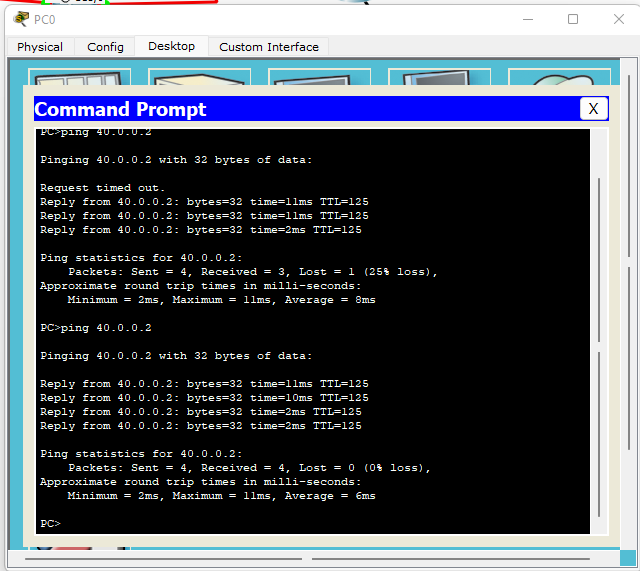 PC0
Physical Config Desktop Custom Interface
Command Prompt X
PC>ping 40.0.0.2
Pinging 40.0.0.2 with 32 bytes of data:
Request timed out.
Reply from 40.0.0.2: bytes=32 time=11ms TTL=125
Reply from 40.0.0.2: bytes=32 time=11ms TTL=125
Reply from 40.0.0.2: bytes=32 time=2ms TTL=125
Ping statistics for 40.0.0.2:
Packets: Sent = 4, Received = 3, Lost = 1 (25% loss),
Approximate round trip times in milli-seconds:
Minimum = 2ms, Maximum = 11ms, Average = 8ms
PC>ping 40.0.0.2
Pinging 40.0.0.2 with 32 bytes of data:
Reply from 40.0.0.2: bytes=32 time=11ms TTL=125
Reply from 40.0.0.2: bytes=32 time=10ms TTL=125
Reply from 40.0.0.2: bytes=32 time=2ms TTL=125
Reply from 40.0.0.2: bytes=32 time=2ms TTL=125
Ping statistics for 40.0.0.2:
Packets: Sent = 4, Received = 4, Lost = 0 (0% loss),
Approximate round trip times in milli-seconds:
Minimum = 2ms, Maximum = 11ms, Average = 6ms
PC>